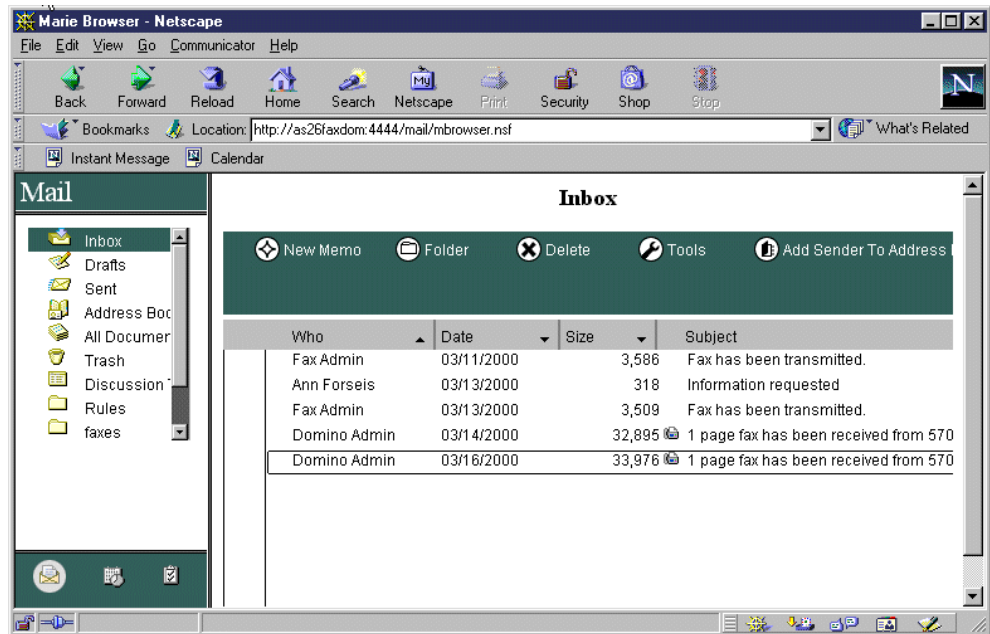 Marie Browser - Netscape
File Edit View Go Communicator Help
My
Back Forward Reload Home Search Netscape Print Security Shop Stop
N
Bookmarks Location: http://as26faxdom:4444/mail/mbrowser.nsf What's Related
Instant Message Calendar
Mail
Inbox
Drafts
Sent
Address Boo
All Documer
Trash
Discussion
Rules
faxes
Inbox
New Memo Folder Delete Tools Add Sender To Address
Who Date Size Subject
Fax Admin 03/11/2000 3,586 Fax has been transmitted.
Ann Forseis 03/13/2000 318 Information requested
Fax Admin 03/13/2000 3,509 Fax has been transmitted.
Domino Admin 03/14/2000 32,895 1 page fax has been received from 570
Domino Admin 03/16/2000 33,976 1 page fax has been received from 570